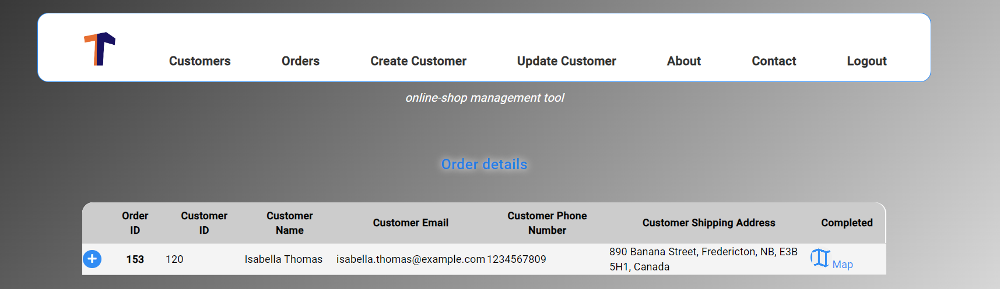 Customers Orders Create Customer Update Customer About Contact Logout
online-shop management tool
Order details
Order ID Customer ID Customer Name Customer Email Customer Phone Number Customer Shipping Address Completed
153 120 Isabella Thomas isabella.thomas@example.com 1234567809 890 Banana Street, Fredericton, NB, E3B
5H1, Canada Map